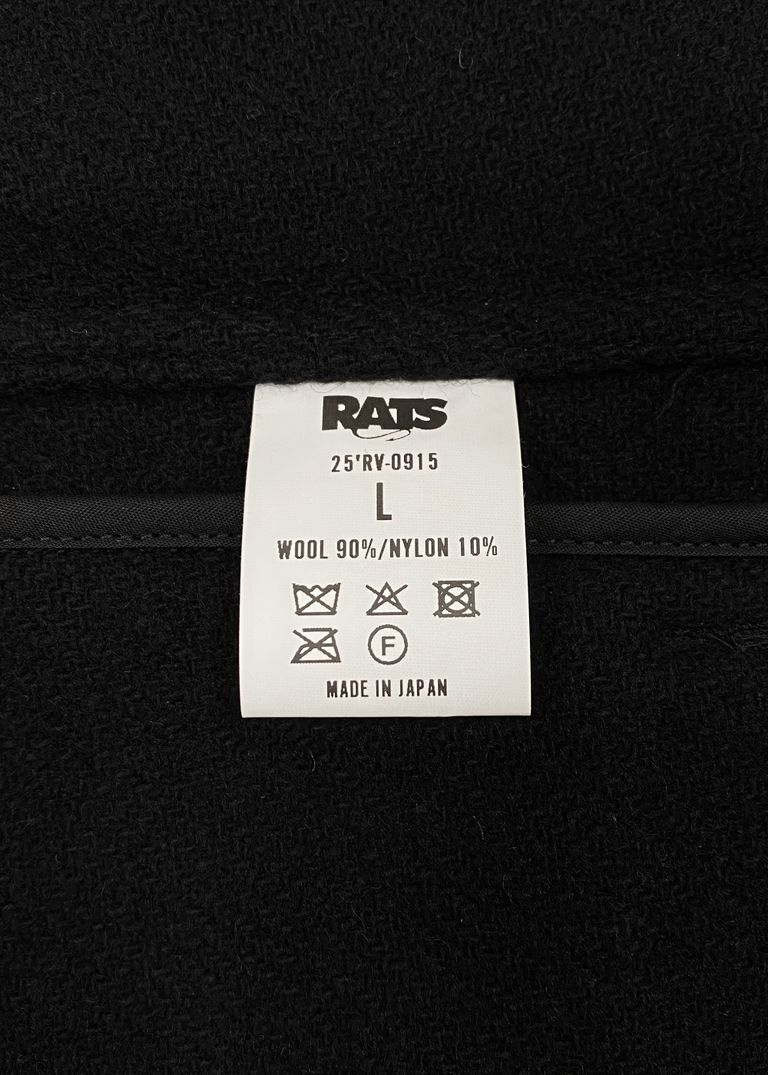 RATS
25'RV-0915
L
WOOL 90%/NYLON 10%
F
MADE IN JAPAN